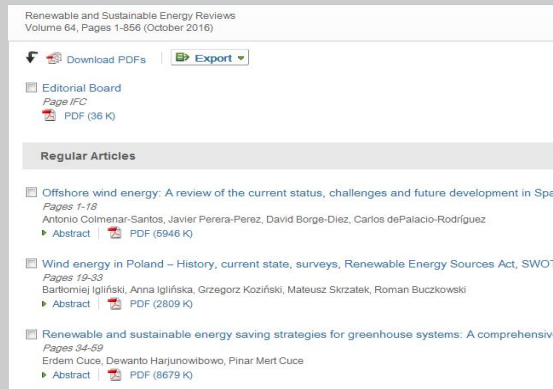 Renewable and Sustainable Energy Reviews
Volume 64, Pages 1-856 (October 2016)
Download PDFs
Export
Editorial Board
Page IFC
PDF (36 K)
Regular Articles
Offshore wind energy: A review of the current status, challenges and future development in Spa
Pages 1-18
Antonio Colmenar-Santos, Javier Perera-Perez, David Borge-Diez, Carlos dePalacio-Rodríguez
Abstract PDF (5946 K)
Wind energy in Poland – History, current state, surveys, Renewable Energy Sources Act, SWOT
Pages 19-33
Bartłomiej Igliński, Anna Iglińska, Grzegorz Koziński, Mateusz Skrzatek, Roman Buczkowski
Abstract PDF (2809 K)
Renewable and sustainable energy saving strategies for greenhouse systems: A comprehensiv
Pages 34-59
Erdem Cuce, Dewanto Harjunowibowo, Pinar Mert Cuce
Abstract PDF (8679 K)